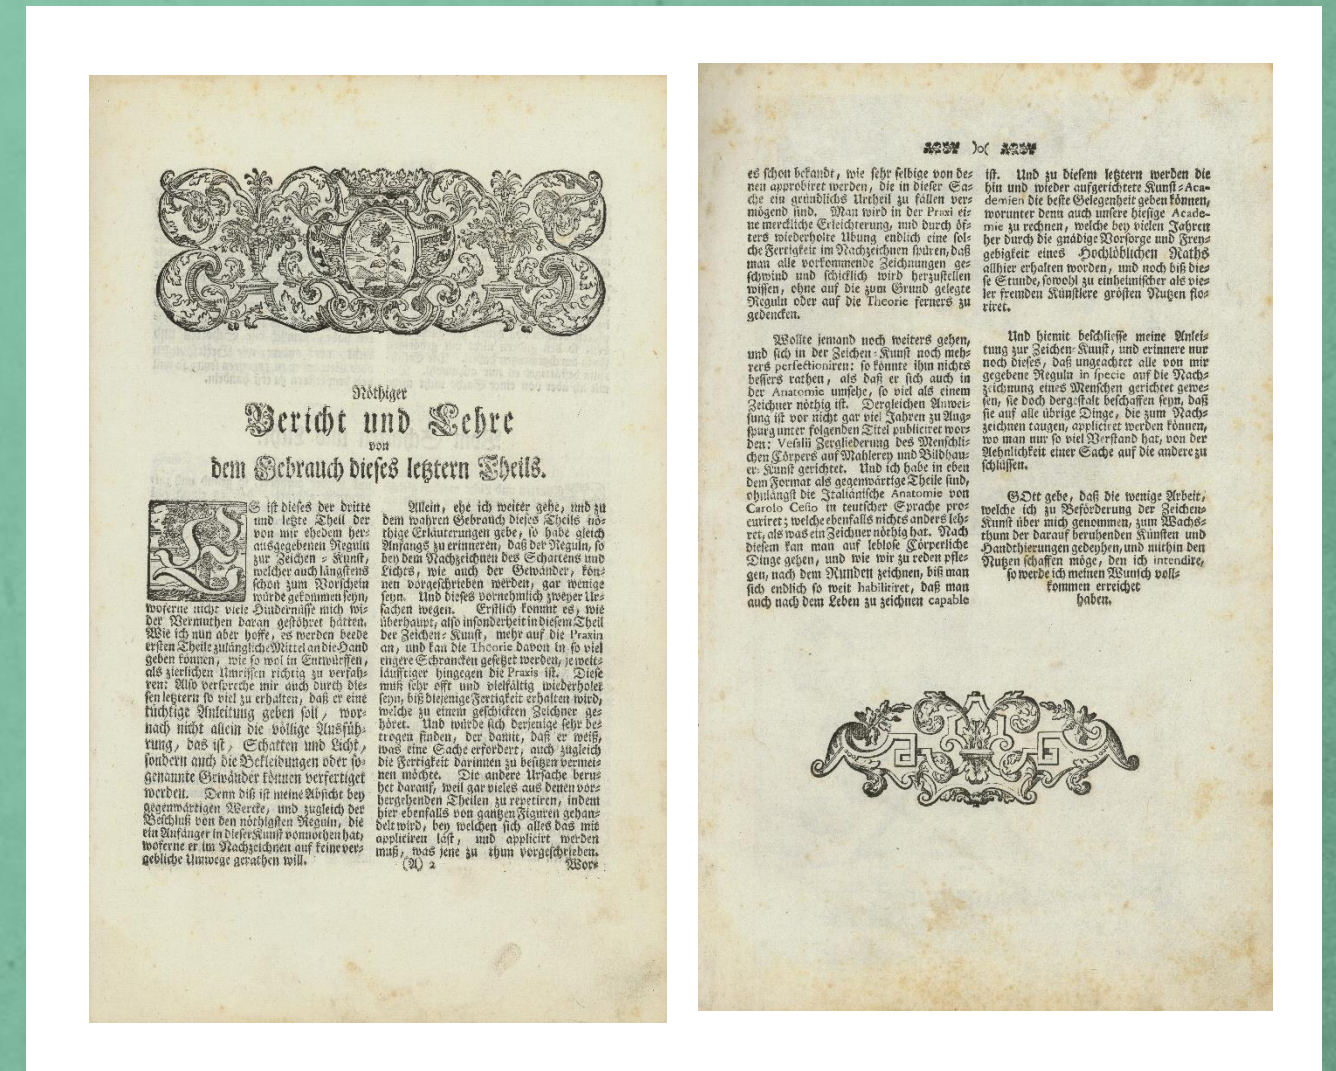 Nöthiger
Bericht und Lehre
von
dem Gebrauch dieses letztern Theils.
ES ist dieses der dritte
und letzte Theil der
von mir ehedem her-
ausgegebenen Reguln
zur Zeichen-Kunst,
welcher auch längstens
schon zum Vorschein
würde gekommen seyn,
woferne nicht viele Hindernüsse mich wi-
der Vermuthen daran gestöhret hätten.
Wie ich nun aber hoffe, es werden beede
ersten Theile zulängliche Mittel an die Hand
geben können, wie so wol in Entwürffen,
als zierlichen Umrissen richtig zu verfah-
ren: Also verspreche mir auch durch die-
sen letztern so viel zu erhalten, daß er eine
tüchtige Anleitung geben soll, wor-
nach nicht allein die völlige Ausfüh-
rung, das ist, Schatten und Licht,
sondern auch die Bekleidungen oder so-
genannte Gewänder können verfertiget
werden. Denn diß ist meine Absicht bey
gegenwärtigen Wercke, und zugleich der
Beschluß von den nöthigsten Reguln, die
ein Anfänger in dieser Kunst vonnöthen hat,
woferne er im Nachzeichnen auf keine ver-
gebliche Umwege gerathen will.
Allein, ehe ich weiter gehe, und zu
dem wahren Gebrauch dieses Theils nö-
thige Erläuterungen gebe, so habe gleich
Anfangs zu erinneren, daß der Reguln, so
bey dem Nachzeichnen des Schattens und
Lichts, wie auch der Gewänder, kön-
nen vorgeschrieben werden, gar wenige
seyn. Und dieses vornehmlich zweyer Ur-
sachen wegen. Erstlich kommt es, wie
überhaupt, also insonderheit in diesem Theil
der Zeichen-Kunst, mehr auf die Praxin
an, und kan die Theorie davon in so viel
engere Schrancken gesetzet werden, je weit-
läufftiger hingegen die Praxis ist. Diese
muß sehr offt und vielfältig wiederholet
seyn, biß diejenige Fertigkeit erhalten wird,
welche zu einem geschickten Zeichner ge-
höret. Und würde sich derjenige sehr be-
trogen finden, der damit, daß er weiß,
was eine Sache erfordert, auch zugleich
die Fertigkeit darinnen zu besitzen vermei-
nen möchte. Die andere Ursache beru-
het darauf, weil gar vieles aus denen vor-
hergehenden Theilen zu repetiren, indem
hier ebenfalls von gantzen Figuren gehan-
delt wird, bey welchen sich alles das mit
appliciren läst, und applicirt werden
muß, was jene zu thun vorgeschrieben.
(A) 2 Wor-
es schon bekandt, wie sehr selbige von de-
nen approbiret werden, die in dieser Sa-
che ein gründlichs Urtheil zu fällen ver-
mögend sind. Man wird in der Praxi ei-
ne merckliche Erleichterung, und durch öf-
ters wiederholte Ubung endlich eine sol-
che Fertigkeit im Nachzeichnen spüren, daß
man alle vorkommende Zeichnungen ge-
schwind und schicklich wird herzustellen
wissen, ohne auf die zum Grund gelegte
Reguln oder auf die Theorie ferners zu
gedencken.
Wollte jemand noch weiters gehen,
und sich in der Zeichen-Kunst noch meh-
rers perfectioniren: so könnte ihm nichts
bessers rathen, als daß er sich auch in
der Anatomie umsehe, so viel als einem
Zeichner nöthig ist. Dergleichen Anwei-
sung ist vor nicht gar viel Jahren zu Aug-
spurg unter folgenden Titel publiciret wor-
den: Vesalii Zergliederung des Menschli-
chen Cörpers auf Mahlerey und Bildhau-
er-Kunst gerichtet. Und ich habe in eben
dem Format als gegenwärtige Theile sind,
ohnlängst die Italiänische Anatomie von
Carolo Cesio in teutscher Sprache pro-
curiret; welche ebenfalls nichts anders leh-
ret, als was ein Zeichner nöthig hat. Nach
diesem kan man auf leblose Cörperliche
Dinge gehen, und wie wir zu reden pfle-
gen, nach dem Runden zeichnen, biß man
sich endlich so weit habilitiret, daß man
auch nach dem Leben zu zeichnen capable
ist. Und zu diesem letztern werden die
hin und wieder aufgerichtete Kunst-Aca-
demien die beste Gelegenheit geben können,
worunter denn auch unsere hiesige Acade-
mie zu rechnen, welche bey vielen Jahren
her durch die gnädige Vorsorge und Frey-
gebigkeit eines Hochlöblichen Raths
allhier erhalten worden, und noch biß die-
se Stunde, sowohl zu einheimischer als vie-
ler fremden Künstlere grösten Nutzen flo-
riret.
Und hiemit beschliesse meine Anlei-
tung zur Zeichen-Kunst, und erinnere nur
noch dieses, daß ungeachtet alle von mir
gegebene Reguln in specie auf die Nach-
zeichnung eines Menschen gerichtet gewe-
sen, sie doch dergestalt beschaffen seyn, daß
sie auf alle übrige Dinge, die zum Nach-
zeichnen taugen, appliciret werden können,
wo man nur so viel Verstand hat, von der
Aehnlichkeit einer Sache auf die andere zu
schlüssen.
GOtt gebe, daß die wenige Arbeit,
welche ich zu Beförderung der Zeichen-
Kunst über mich genommen, zum Wachs-
thum der darauf beruhenden Künsten und
Handthierungen gedeyhen, und mithin den
Nutzen schaffen möge, den ich intendire,
so werde ich meinen Wunsch voll-
kommen erreichet
haben.